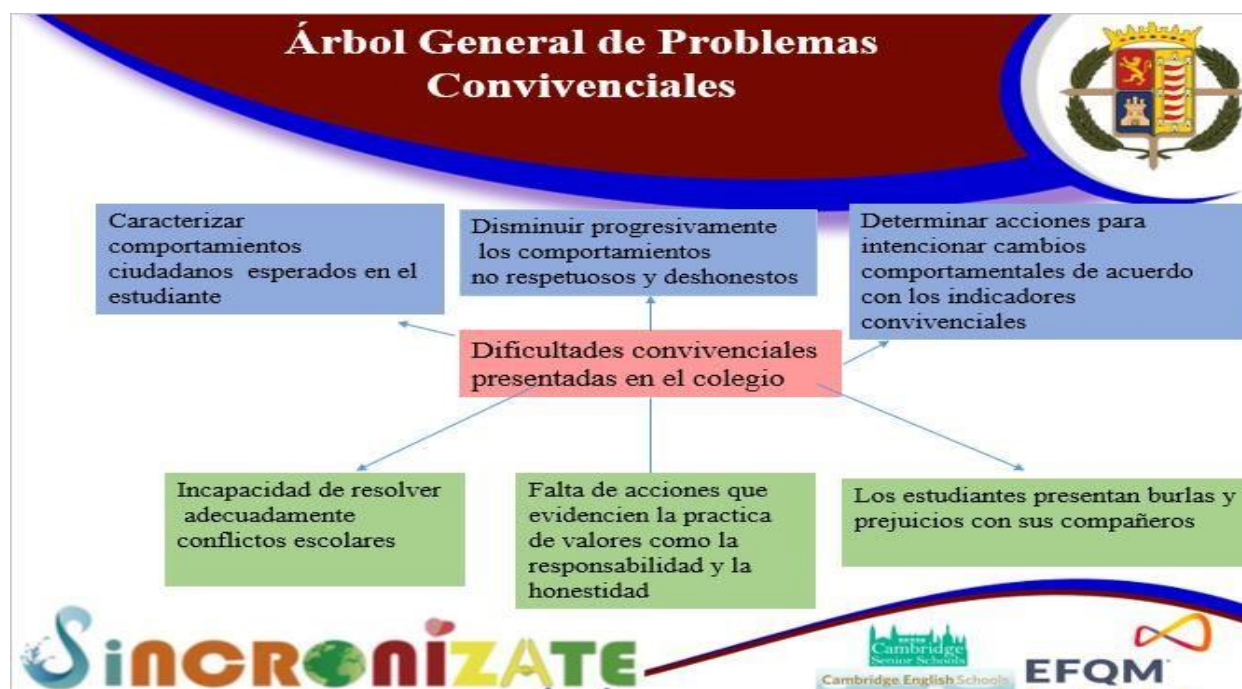 Árbol General de Problemas
Convivenciales
Caracterizar
comportamientos
ciudadanos esperados en el
estudiante
Disminuir progresivamente
los comportamientos
no respetuosos y deshonestos
Determinar acciones para
intencionar cambios
comportamentales de acuerdo
con los indicadores
convivenciales
Dificultades convivenciales
presentadas en el colegio
Incapacidad de resolver
adecuadamente
conflictos escolares
Falta de acciones que
evidencien la practica
de valores como la
responsabilidad y la
honestidad
Los estudiantes presentan burlas y
prejuicios con sus compañeros
SiNCRONíZATE
Cambridge
Senior Schools
Cambridge English Schools
EFQM